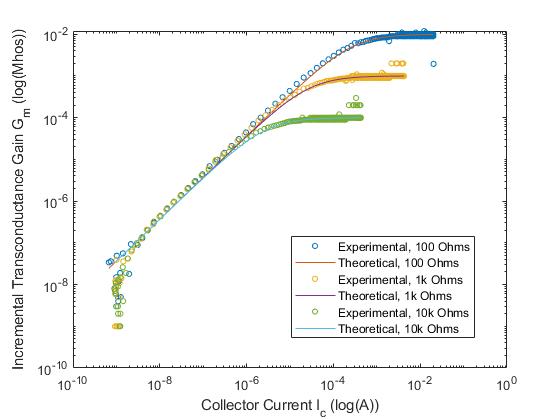 10^-2
10^-4
10^-6
10^-8
10^-10
Incremental Transconductance Gain G_m (log(Mhos))
Experimental, 100 Ohms
Theoretical, 100 Ohms
Experimental, 1k Ohms
Theoretical, 1k Ohms
Experimental, 10k Ohms
Theoretical, 10k Ohms
10^-10 10^-8 10^-6 10^-4 10^-2 10^0
Collector Current I_c (log(A))